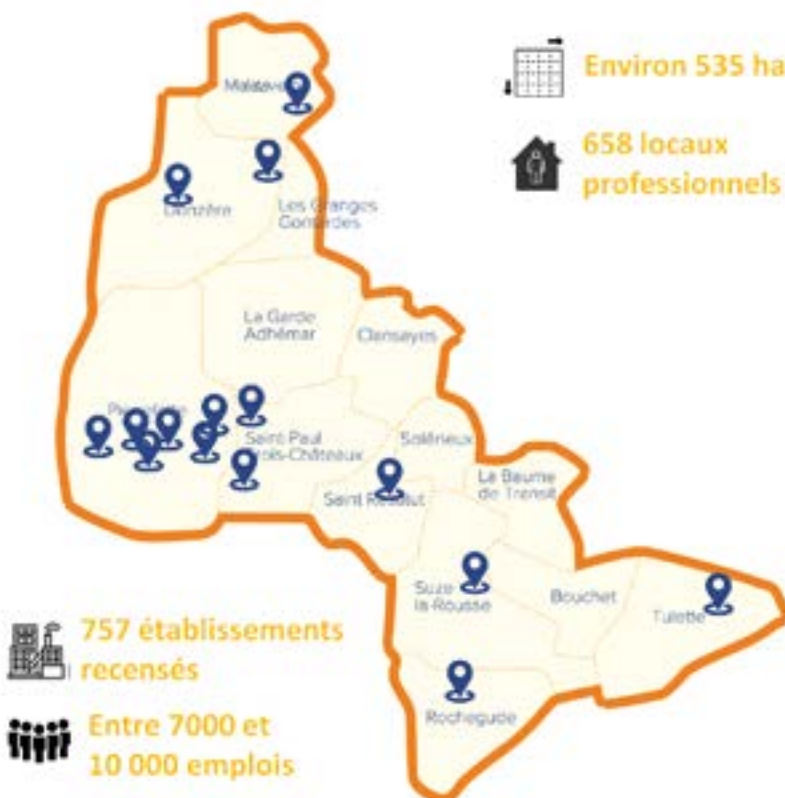 Environ 535 ha
658 locaux
professionnels
Donzère
Les Granges
Gontardes
La Garde
Adhémar
Clansayes
Saint Paul
Trois-Châteaux
Solérieux
La Baume
de Transit
Saint Restitut
Suze
la-Rousse
Bouchet
Tulette
Rochegude
757 établissements
recensés
Entre 7000 et
10 000 emplois